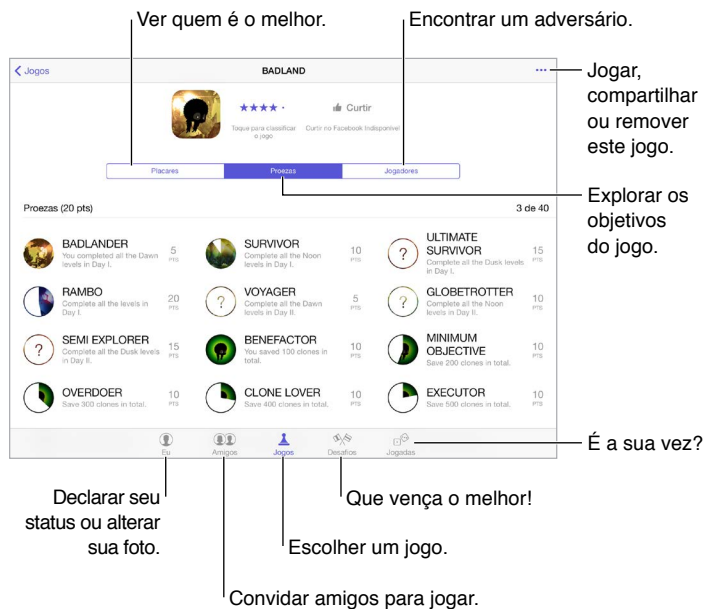 Ver quem é o melhor.
Encontrar um adversário.
Jogos
BADLAND
Jogar,
compartilhar
ou remover
este jogo.
Curtir
Toque para classificar
o jogo
Curtir no Facebook Indisponível
Placares
Proezas
Jogadores
Explorar os
objetivos
do jogo.
Proezas (20 pts)
3 de 40
BADLANDER
You completed all the Dawn
levels in Day I.
5
PTS
SURVIVOR
Complete all the Noon
levels in Day I.
10
PTS
ULTIMATE
SURVIVOR
Complete all the Dusk levels
in Day I.
15
PTS
RAMBO
Complete all the levels in
Day I.
20
PTS
?
VOYAGER
Complete all the Dawn
levels in Day II.
5
PTS
?
GLOBETROTTER
Complete all the Noon
levels in Day II.
10
PTS
?
SEMI EXPLORER
Complete all the Dusk levels
in Day II.
15
PTS
?
BENEFACTOR
You saved 100 clones in
total.
10
PTS
MINIMUM
OBJECTIVE
Save 200 clones in total.
10
PTS
OVERDOER
Save 300 clones in total.
10
PTS
CLONE LOVER
Save 400 clones in total.
10
PTS
EXECUTOR
Save 500 clones in total.
10
PTS
Eu
Amigos
Jogos
Desafios
Jogadas
É a sua vez?
Declarar seu
status ou alterar
sua foto.
Que vença o melhor!
Escolher um jogo.
Convidar amigos para jogar.